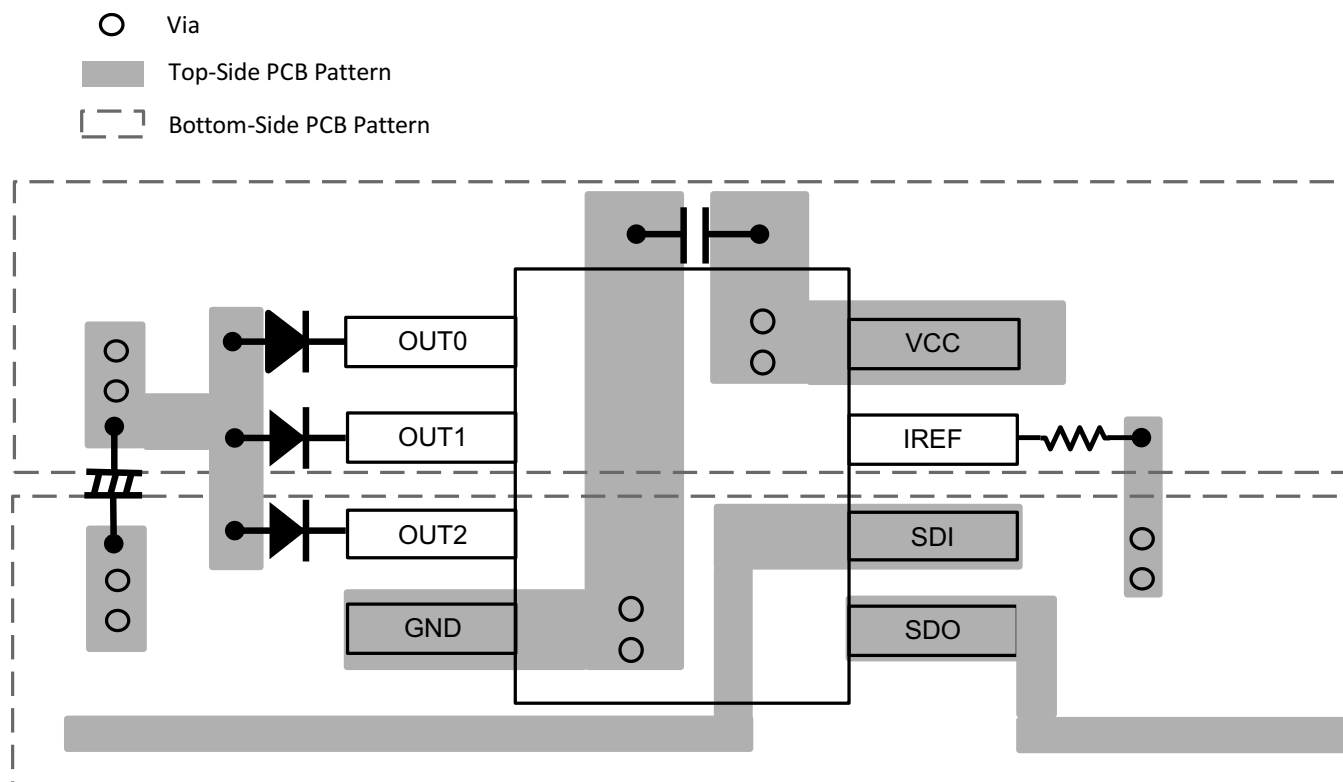 Via
Top-Side PCB Pattern
Bottom-Side PCB Pattern
OUT0
VCC
OUT1
IREF
OUT2
SDI
GND
SDO